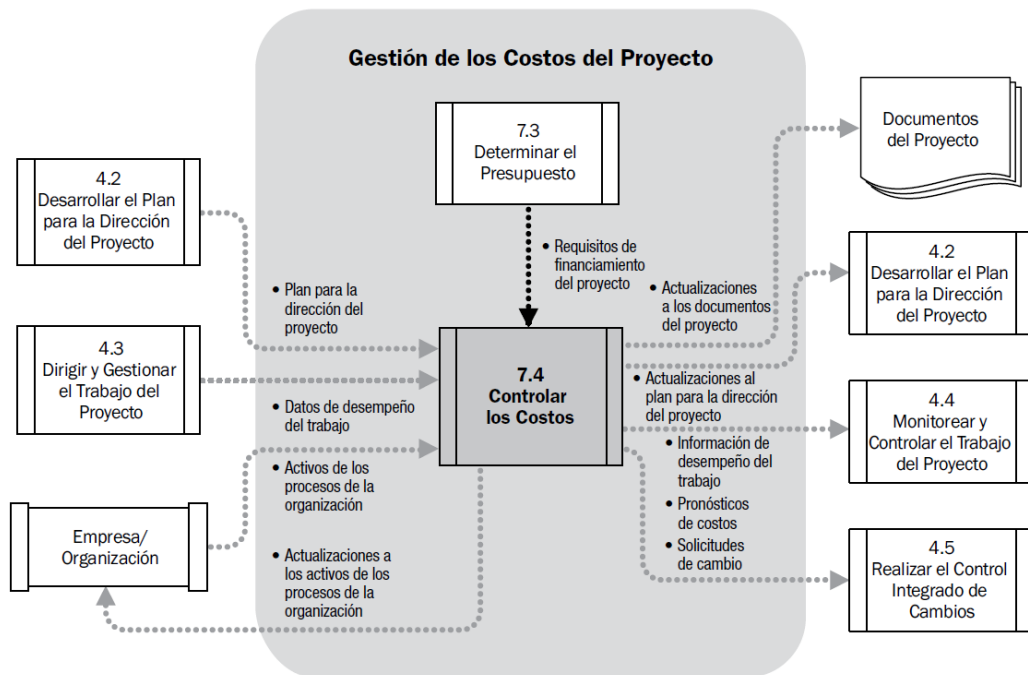 Gestión de los Costos del Proyecto
7.3
Determinar el
Presupuesto
Documentos
del Proyecto
4.2
Desarrollar el Plan
para la Dirección
del Proyecto
• Requisitos de
financiamiento
del proyecto
• Actualizaciones
a los documentos
del proyecto
4.2
Desarrollar el Plan
para la Dirección
del Proyecto
• Plan para la
dirección del
proyecto
4.3
Dirigir y Gestionar
el Trabajo del
Proyecto
7.4
Controlar
los Costos
• Actualizaciones al
plan para la dirección
del proyecto
4.4
Monitorear y
Controlar el Trabajo
del Proyecto
• Datos de desempeño
del trabajo
• Información de
desempeño del
trabajo
• Pronósticos
de costos
• Solicitudes
de cambio
• Activos de los
procesos de la
organización
Empresa/
Organización
• Actualizaciones a
los activos de los
procesos de la
organización
4.5
Realizar el Control
Integrado de
Cambios